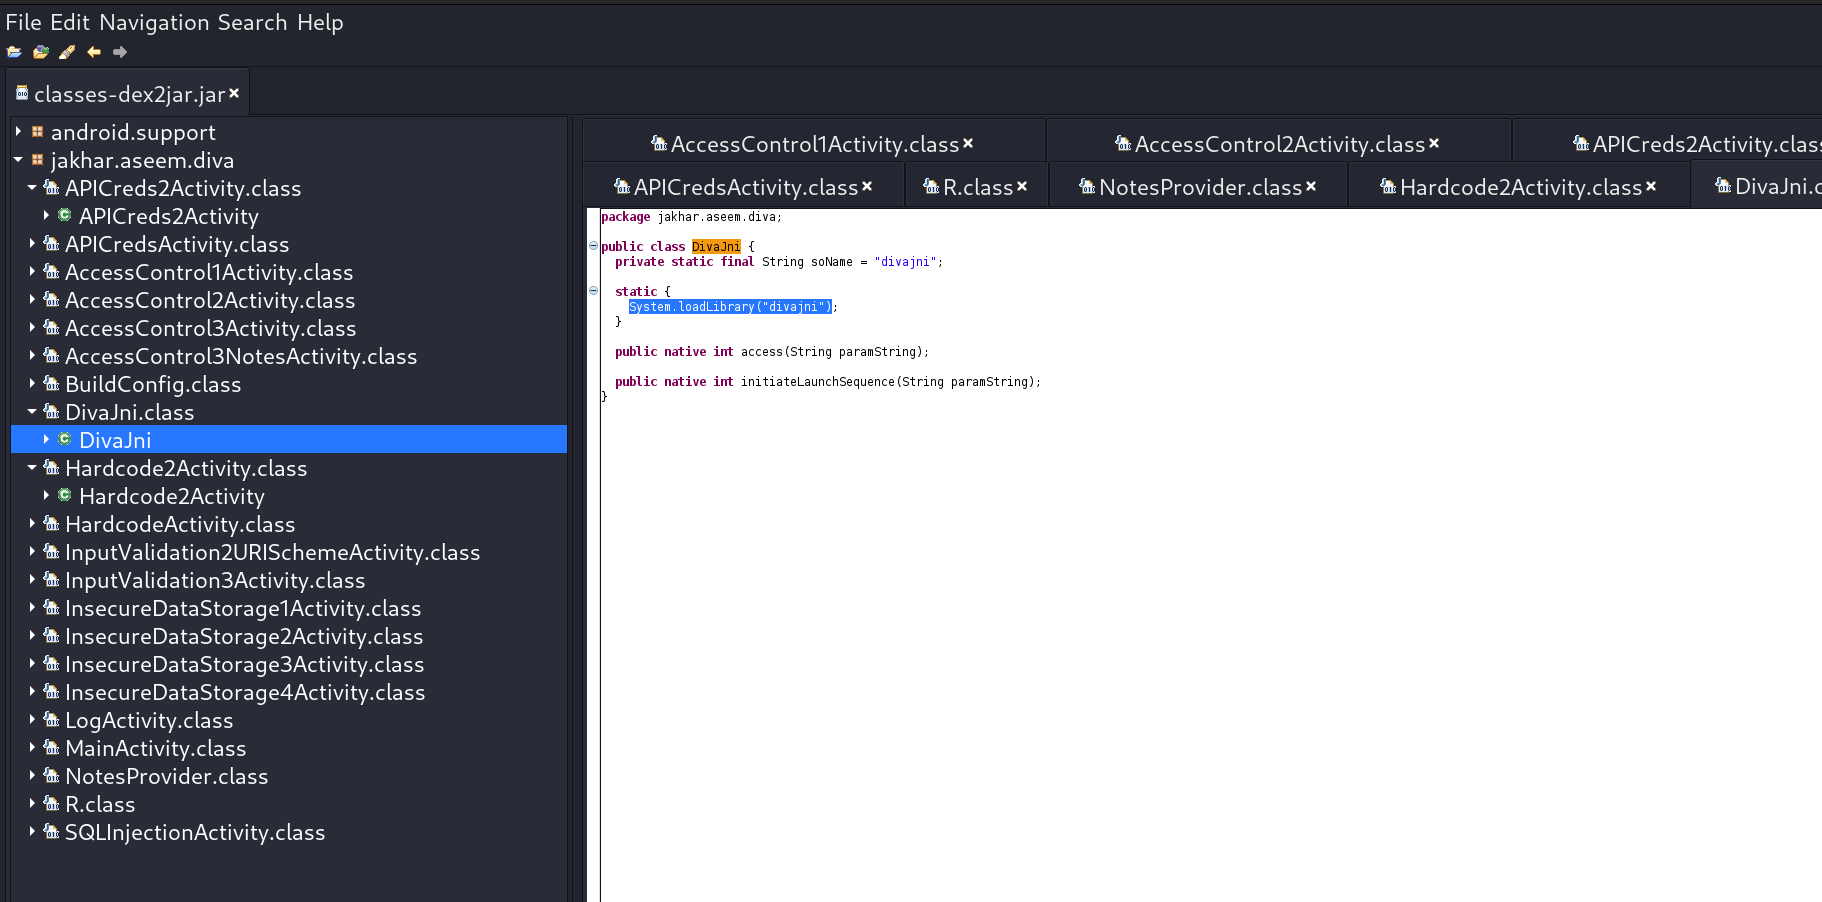 File Edit Navigation Search Help
classes-dex2jar.jar
android.support
jakhar.aseem.diva
APICreds2Activity.class
APICreds2Activity
APICredsActivity.class
AccessControl1Activity.class
AccessControl2Activity.class
AccessControl3Activity.class
AccessControl3NotesActivity.class
BuildConfig.class
DivaJni.class
DivaJni
Hardcode2Activity.class
Hardcode2Activity
HardcodeActivity.class
InputValidation2URISchemeActivity.class
InputValidation3Activity.class
InsecureDataStorage1Activity.class
InsecureDataStorage2Activity.class
InsecureDataStorage3Activity.class
InsecureDataStorage4Activity.class
LogActivity.class
MainActivity.class
NotesProvider.class
R.class
SQLInjectionActivity.class
AccessControl1Activity.class AccessControl2Activity.class APICreds2Activity.clas
APICredsActivity.class R.class NotesProvider.class Hardcode2Activity.class DivaJni.c
package jakhar.aseem.diva;
public class DivaJni {
private static final String soName = "divajni";
static {
System.loadLibrary("divajni");
}
public native int access(String paramString);
public native int initiateLaunchSequence(String paramString);
}